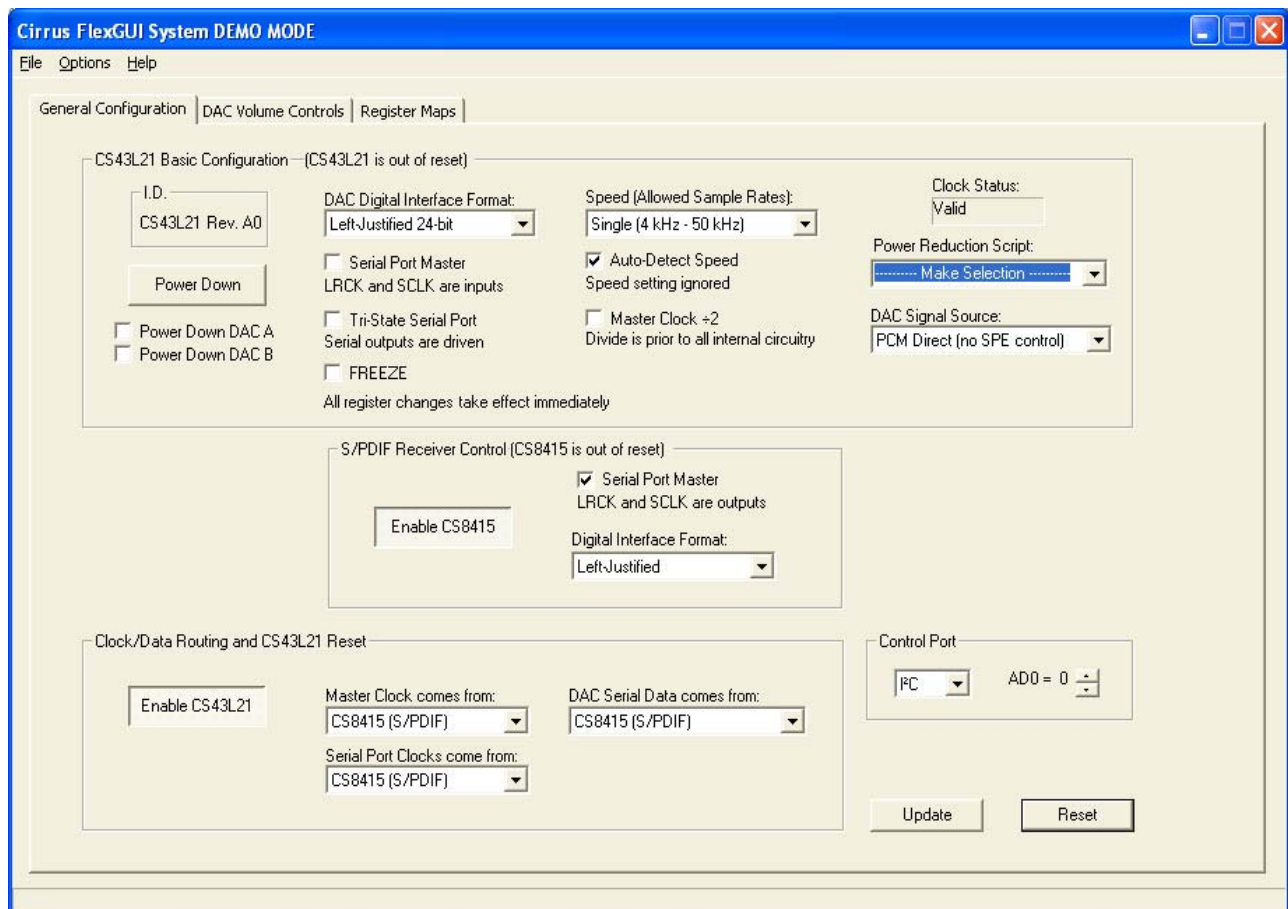 Cirrus FlexGUI System DEMO MODE
File Options Help
General Configuration DAC Volume Controls Register Maps
CS43L21 Basic Configuration (CS43L21 is out of reset)
I.D.
CS43L21 Rev. A0
Power Down
Power Down DAC A
Power Down DAC B
DAC Digital Interface Format:
Left-Justified 24-bit
Serial Port Master
LRCK and SCLK are inputs
Tri-State Serial Port
Serial outputs are driven
FREEZE
All register changes take effect immediately
Speed (Allowed Sample Rates):
Single (4 kHz - 50 kHz)
Auto-Detect Speed
Speed setting ignored
Master Clock ÷2
Divide is prior to all internal circuitry
Clock Status:
Valid
Power Reduction Script:
---------- Make Selection ----------
DAC Signal Source:
PCM Direct (no SPE control)
S/PDIF Receiver Control (CS8415 is out of reset)
Enable CS8415
Serial Port Master
LRCK and SCLK are outputs
Digital Interface Format:
Left-Justified
Clock/Data Routing and CS43L21 Reset
Enable CS43L21
Master Clock comes from:
CS8415 (S/PDIF)
Serial Port Clocks come from:
CS8415 (S/PDIF)
DAC Serial Data comes from:
CS8415 (S/PDIF)
Control Port
I²C
AD0 = 0
Update
Reset